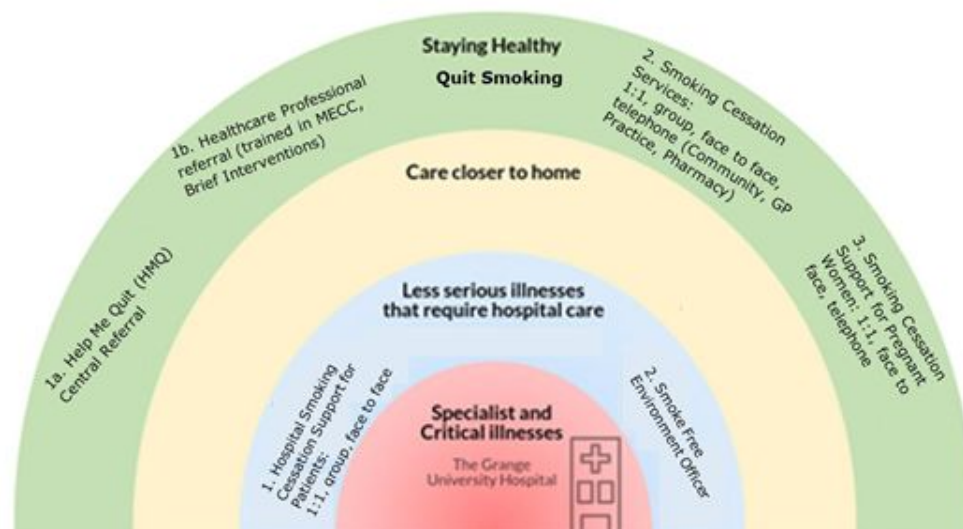 Staying Healthy
Quit Smoking
1a. Help Me Quit (HMQ)
Central Referral
1b. Healthcare Professional
referral (trained in MECC,
Brief Interventions)
2. Smoking Cessation
Services:
1:1, group, face to face,
telephone (Community, GP
Practice, Pharmacy)
3. Smoking Cessation
Support for Pregnant
Women: 1:1, face to
face, telephone
Care closer to home
Less serious illnesses
that require hospital care
1. Hospital Smoking
Cessation Support for
Patients:
1:1, group, face to face
2. Smoke Free
Environment Officer
Specialist and
Critical illnesses
The Grange
University Hospital